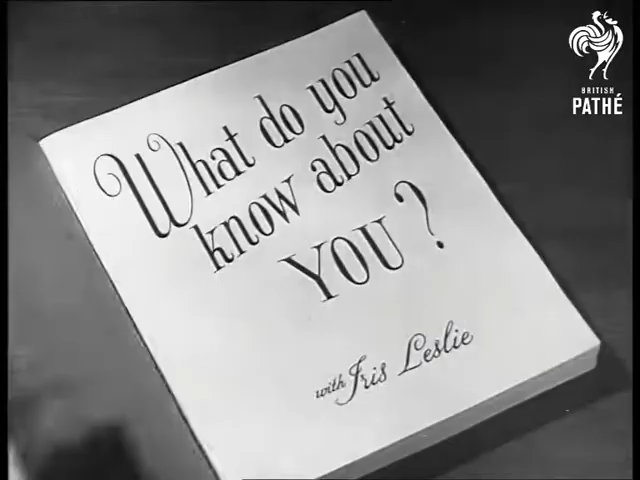 What do you
know about
YOU?
with Iris Leslie
BRITISH
PATHÉ